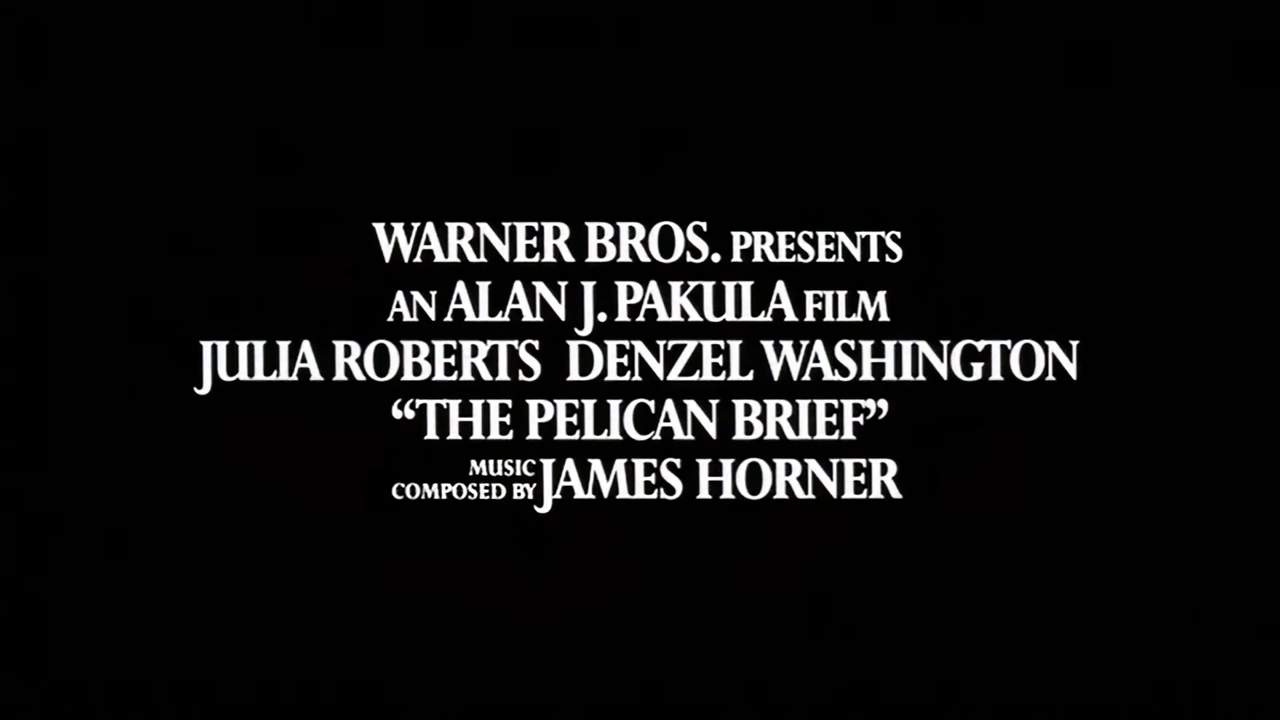 WARNER BROS. PRESENTS
AN ALAN J. PAKULA FILM
JULIA ROBERTS DENZEL WASHINGTON
“THE PELICAN BRIEF”
MUSIC
COMPOSED BY JAMES HORNER